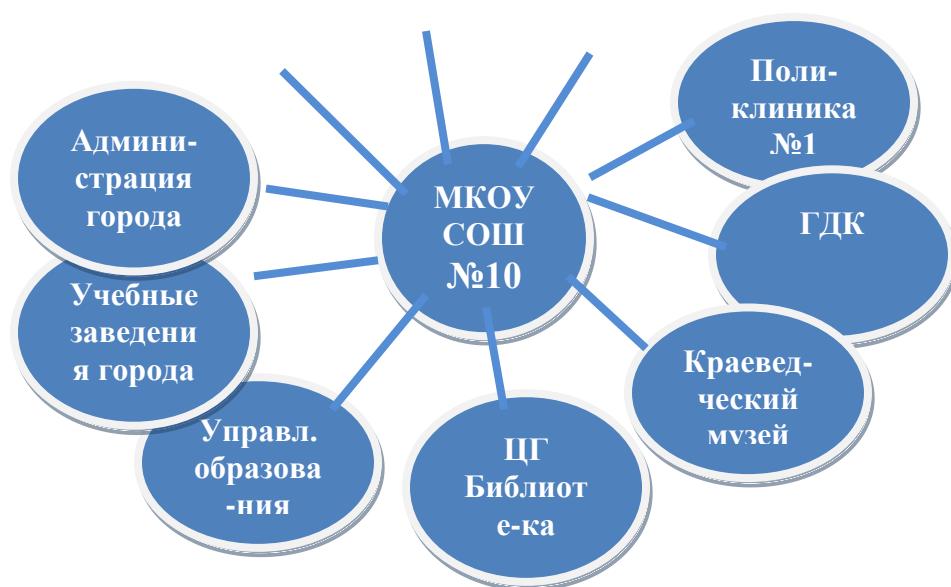 Поли-
клиника
№1
Админи-
страция
города
МКОУ
СОШ
№10
ГДК
Учебные
заведени
я города
Краевед-
ческий
музей
Управл.
образова
-ния
ЦГ
Библиот
е-ка